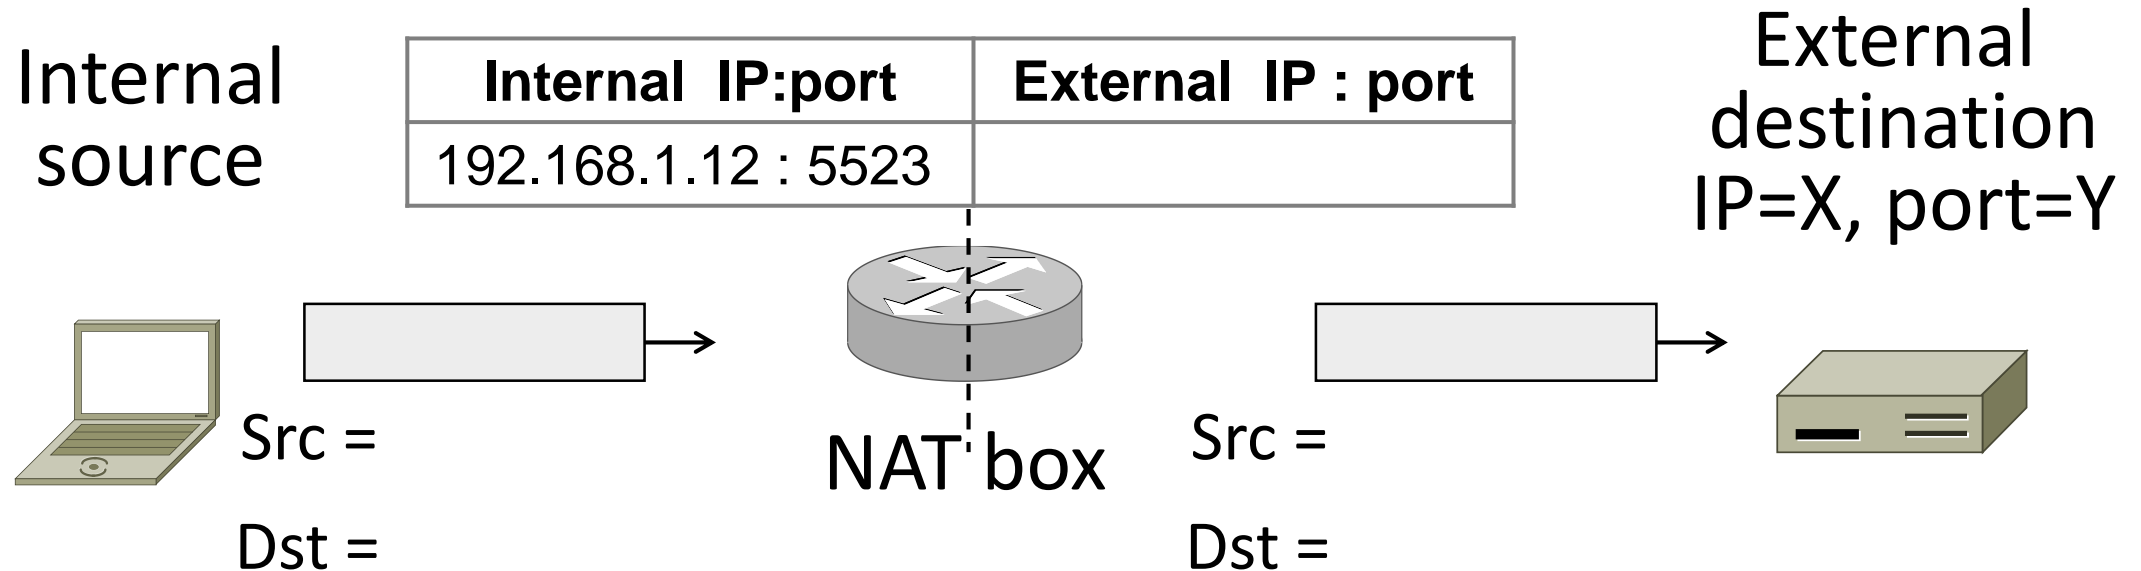 Internal
source
Internal IP:port
External IP : port
192.168.1.12 : 5523
External
destination
IP=X, port=Y
Src =
Dst =
NAT box
Src =
Dst =